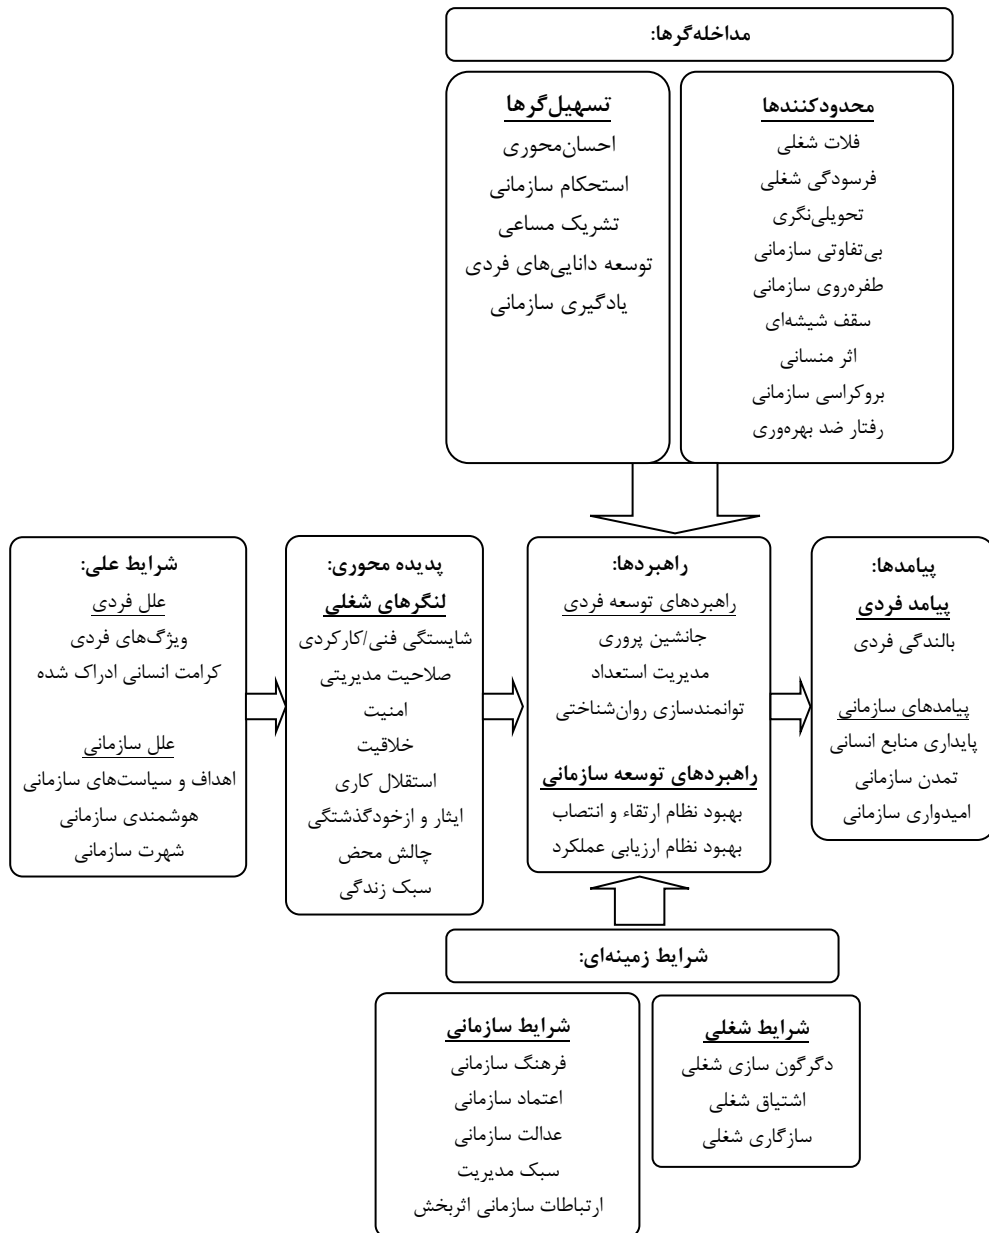 مداخله‌گرها:
محدودکنندها
فلات شغلی
فرسودگی شغلی
تحویلی‌نگری
بی‌تفاوتی سازمانی
طفره‌روی سازمانی
سقف شیشه‌ای
اثر منسانی
بروکراسی سازمانی
رفتار ضد بهره‌وری
تسهیل‌گرها
احسان‌محوری
استحکام سازمانی
تشریک مساعی
توسعه دانایی‌های فردی
یادگیری سازمانی
شرایط علی:
علل فردی
ویژگ‌های فردی
کرامت انسانی ادراک شده
علل سازمانی
اهداف و سیاست‌های سازمانی
هوشمندی سازمانی
شهرت سازمانی
پدیده محوری:
لنگرهای شغلی
شایستگی فنی/کارکردی
صلاحیت مدیریتی
امنیت
خلاقیت
استقلال کاری
ایثار و ازخودگذشتگی
چالش محض
سبک زندگی
راهبردها:
راهبردهای توسعه فردی
جانشین پروری
مدیریت استعداد
توانمندسازی روان‌شناختی
راهبردهای توسعه سازمانی
بهبود نظام ارتقاء و انتصاب
بهبود نظام ارزیابی عملکرد
پیامدها:
پیامد فردی
بالندگی فردی
پیامدهای سازمانی
پایداری منابع انسانی
تمدن سازمانی
امیدواری سازمانی
شرایط زمینه‌ای:
شرایط شغلی
دگرگون سازی شغلی
اشتیاق شغلی
سازگاری شغلی
شرایط سازمانی
فرهنگ سازمانی
اعتماد سازمانی
عدالت سازمانی
سبک مدیریت
ارتباطات سازمانی اثربخش